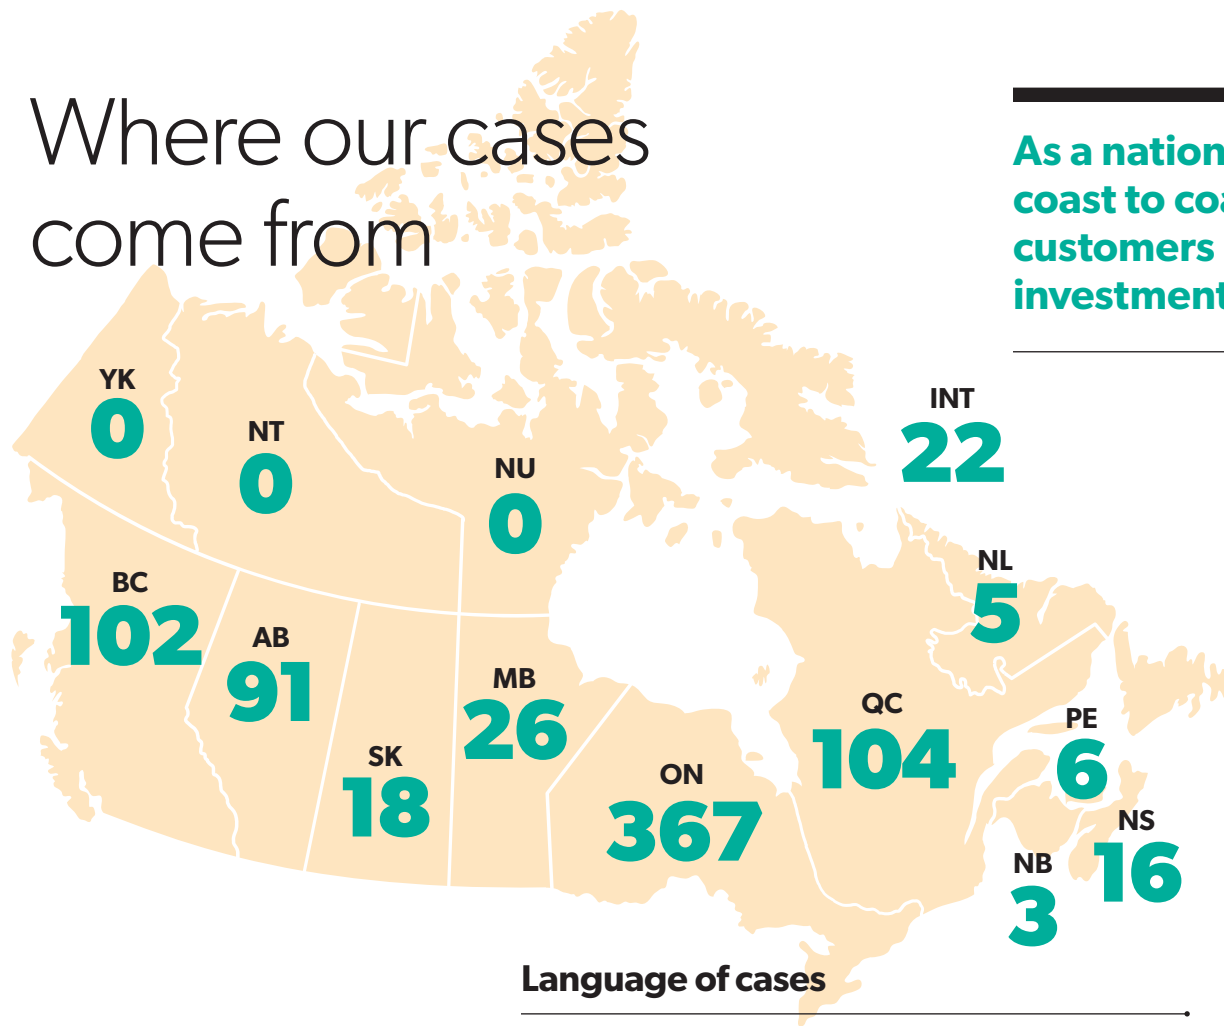 Where our cases
come from
As a nation
coast to coa
customers
investment
YK
0
NT
0
NU
0
INT
22
BC
102
AB
91
SK
18
MB
26
ON
367
QC
104
NL
5
PE
6
NS
16
NB
3
Language of cases